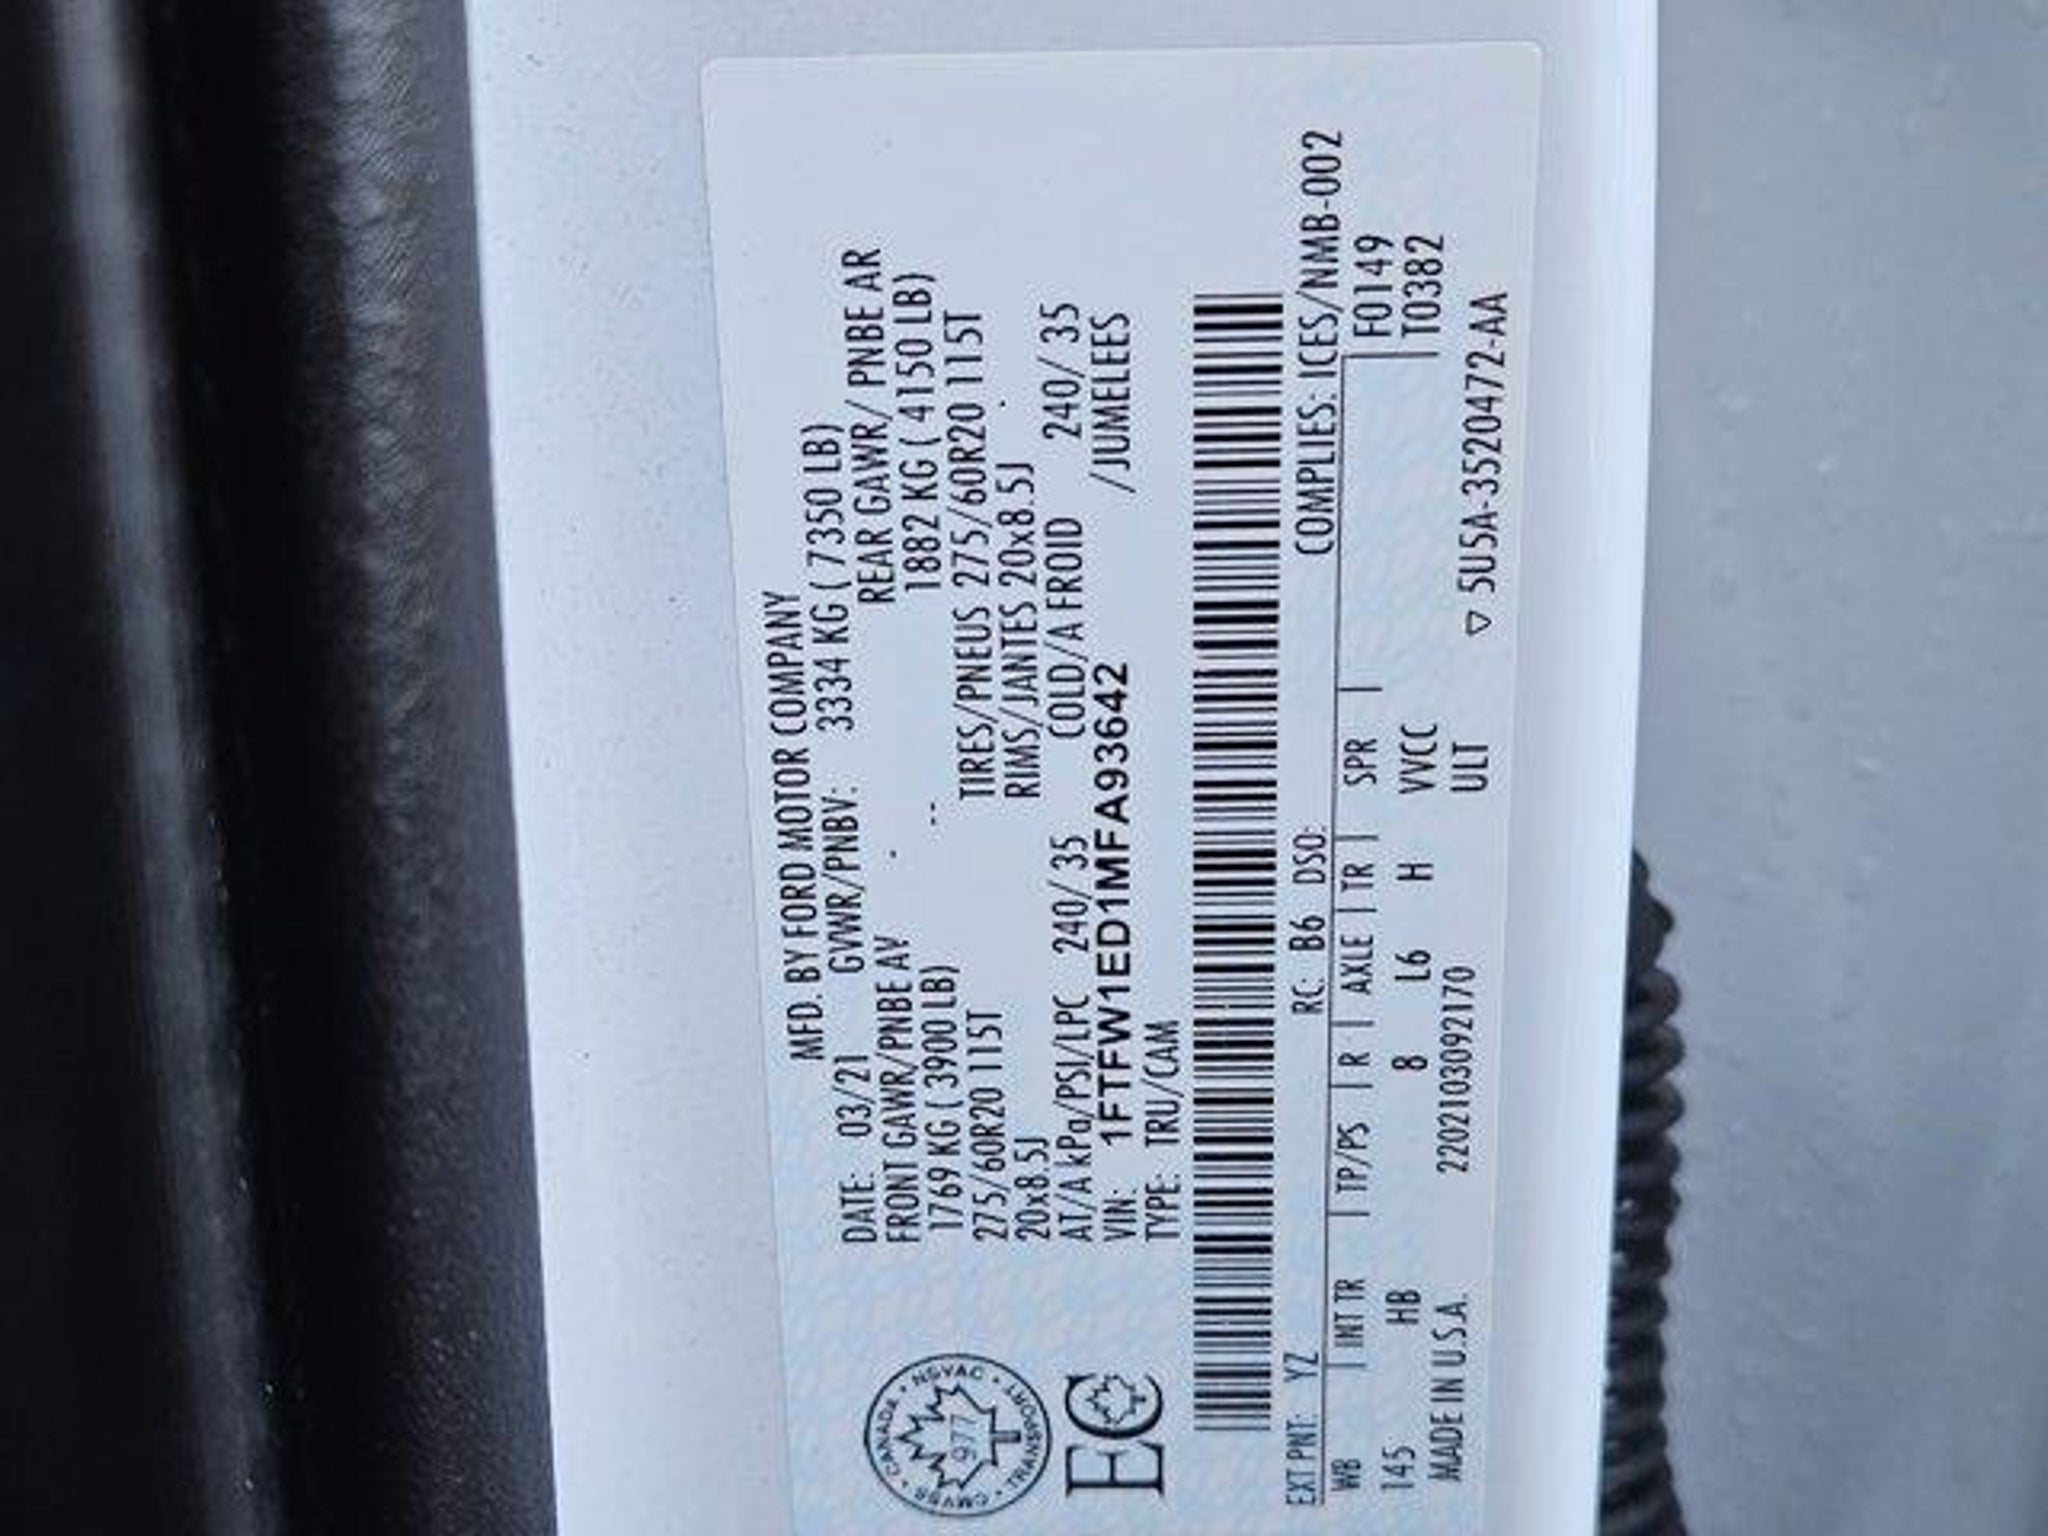 MFD. BY FORD MOTOR COMPANY
DATE: 03/21 GVWR/PNBV: 3334 KG ( 7350 LB)
FRONT GAWR/PNBE AV REAR GAWR/ PNBE AR
1769 KG ( 3900 LB) 1882 KG ( 4150 LB)
275/60R20 115T TIRES/PNEUS 275/60R20 115T
20x8.5J RIMS/JANTES 20x8.5J
AT/A kPa/PSI/LPC 240/ 35 COLD/A FROID 240/ 35
VIN: 1FTFW1ED1MFA93642 /JUMELEES
TYPE: TRU/CAM
CANADA • NSVAC • TRANSPORT • CMVSS •
977
EC
COMPLIES: ICES/NMB-002
EXT PNT: YZ RC: B6 DSO: F0149
WB INT TR TP/PS R AXLE TR SPR T0382
145 HB 8 L6 H VVCC
MADE IN U.S.A. 2202103092170 ULT ▽ 5U5A-3520472-AA